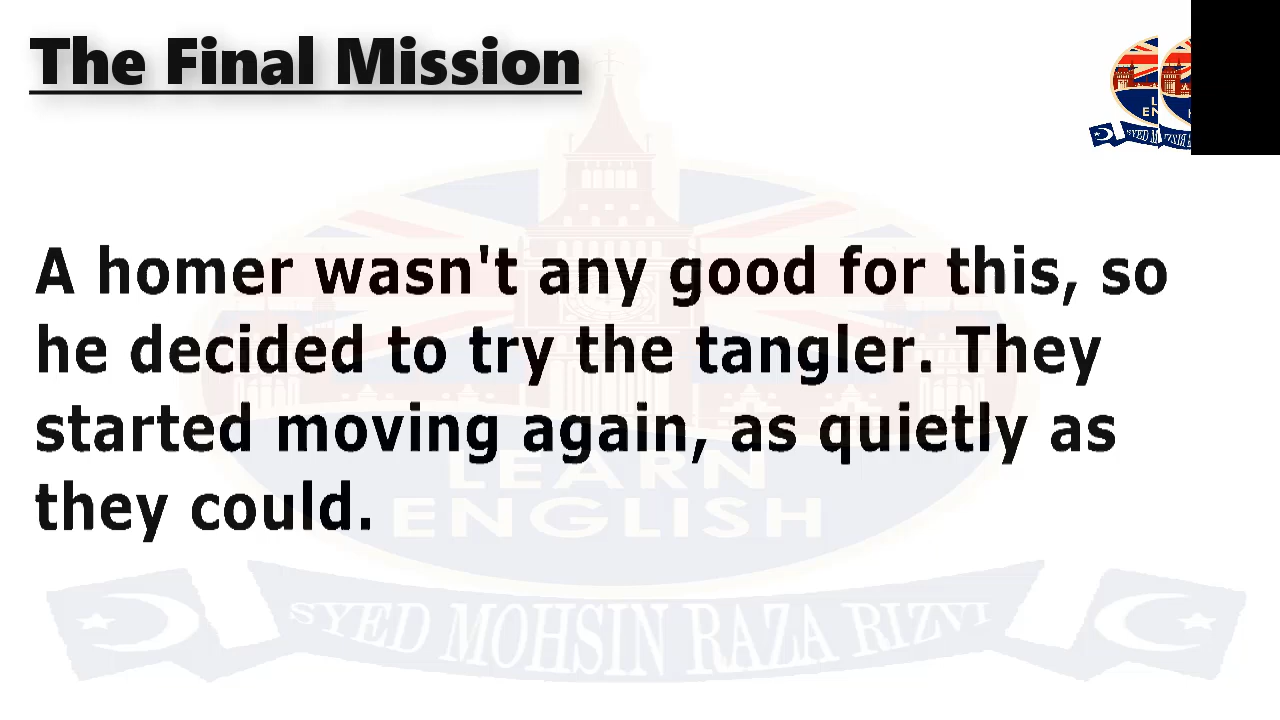 The Final Mission
A homer wasn't any good for this, so
he decided to try the tangler. They
started moving again, as quietly as
they could.
LEARN
ENGLISH
SYED MOHSIN RAZA RIZVI